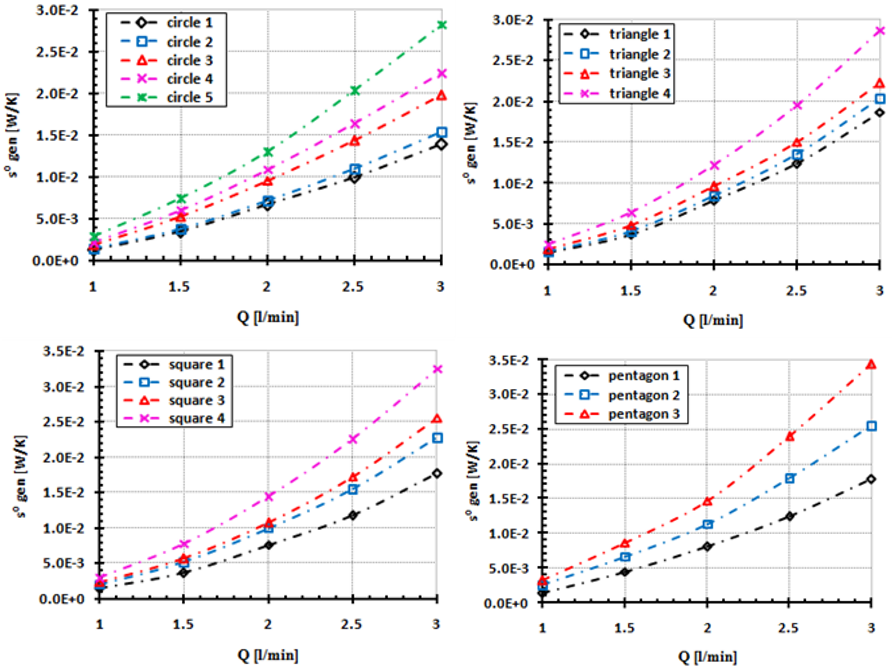 3.0E-2
2.5E-2
2.0E-2
1.5E-2
1.0E-2
5.0E-3
0.0E+0
s⁰ gen [W/K]
circle 1
circle 2
circle 3
circle 4
circle 5
1 1.5 2 2.5 3
Q [l/min]
3.0E-2
2.5E-2
2.0E-2
1.5E-2
1.0E-2
5.0E-3
0.0E+0
s⁰ gen [W/K]
triangle 1
triangle 2
triangle 3
triangle 4
1 1.5 2 2.5 3
Q [l/min]
3.5E-2
3.0E-2
2.5E-2
2.0E-2
1.5E-2
1.0E-2
5.0E-3
0.0E+0
s⁰ gen [W/K]
square 1
square 2
square 3
square 4
1 1.5 2 2.5 3
Q [l/min]
3.5E-2
3.0E-2
2.5E-2
2.0E-2
1.5E-2
1.0E-2
5.0E-3
0.0E+0
s⁰ gen [W/K]
pentagon 1
pentagon 2
pentagon 3
1 1.5 2 2.5 3
Q [l/min]